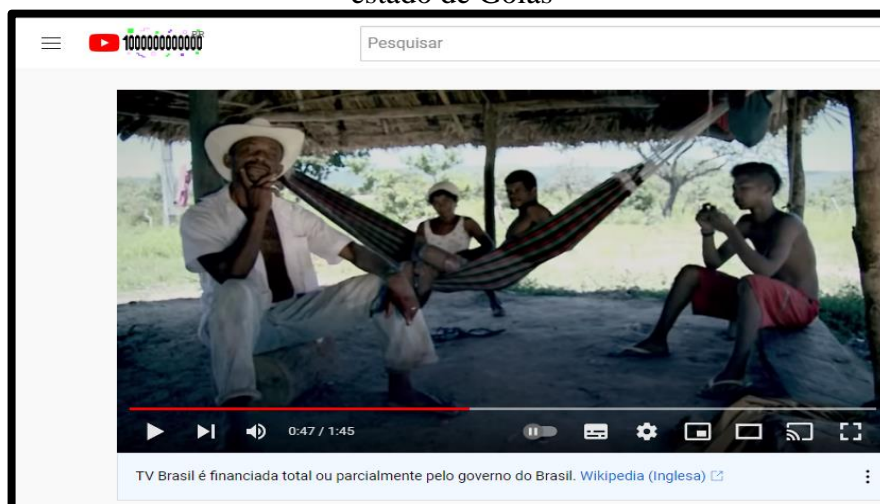 estado de Goiás
1000000000000
BR
Pesquisar
0:47 / 1:45
TV Brasil é financiada total ou parcialmente pelo governo do Brasil. Wikipedia (Inglesa)